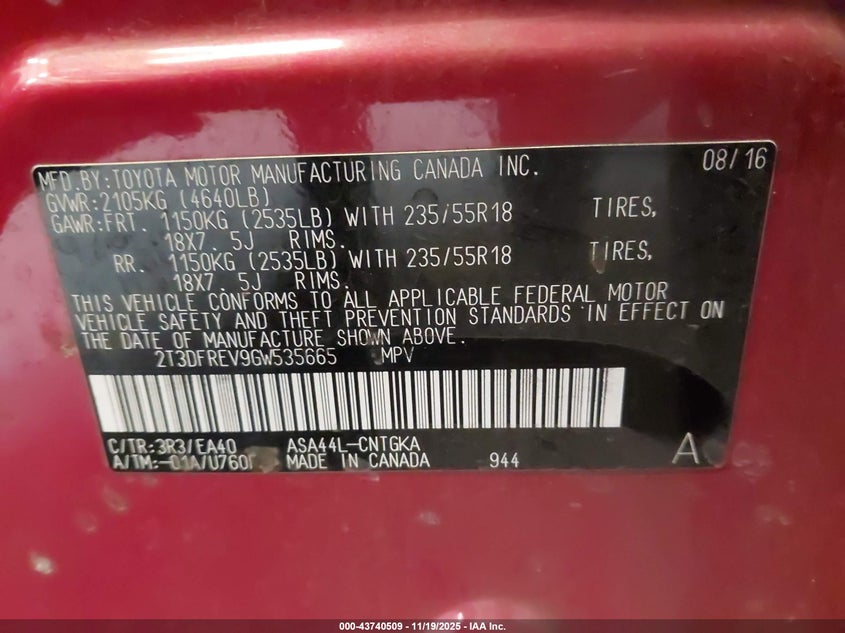 MFD.BY:TOYOTA MOTOR MANUFACTURING CANADA INC. 08/16
GVWR:2105KG (4640LB)
GAWR:FRT. 1150KG (2535LB) WITH 235/55R18 TIRES,
18X7. 5J RIMS.
RR. 1150KG (2535LB) WITH 235/55R18 TIRES,
18X7. 5J RIMS.
THIS VEHICLE CONFORMS TO ALL APPLICABLE FEDERAL MOTOR
VEHICLE SAFETY AND THEFT PREVENTION STANDARDS IN EFFECT ON
THE DATE OF MANUFACTURE SHOWN ABOVE.
2T3DFREV9GW535665 MPV
C/TR:3R3/EA40 ASA44L-CNTGKA
A/TM:-01A/U760 MADE IN CANADA 944 A
000-43740509 - 11/19/2025 - IAA Inc.